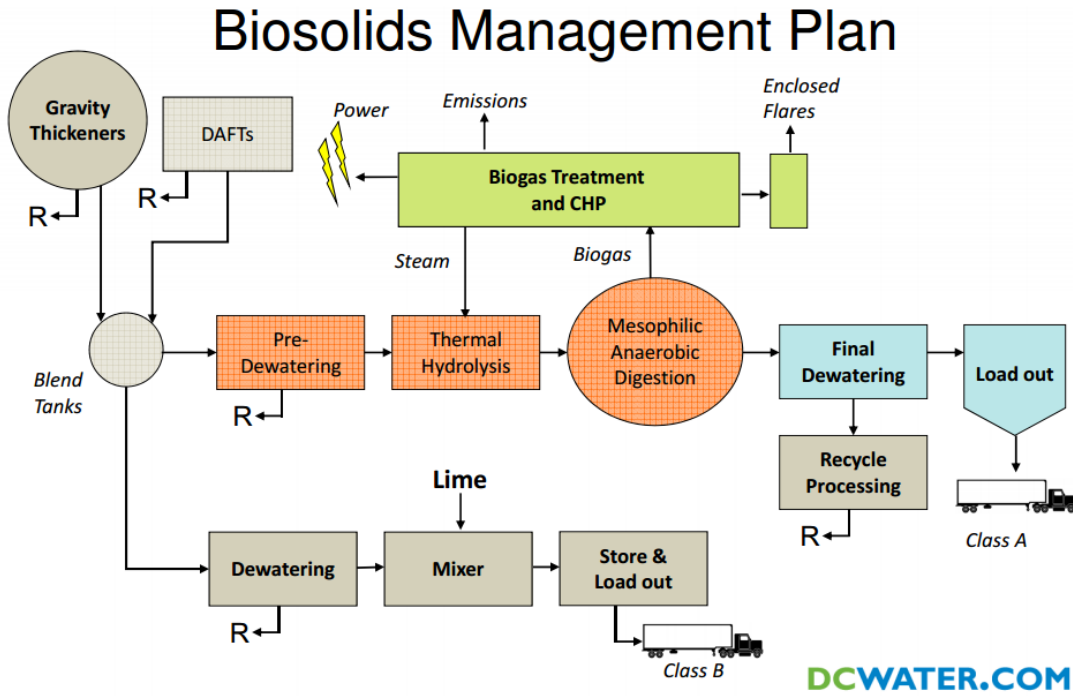 Biosolids Management Plan
Gravity
Thickeners
DAFTs
R
R
Power
Emissions
Enclosed
Flares
Biogas Treatment
and CHP
Steam
Biogas
Blend
Tanks
Pre-
Dewatering
R
Thermal
Hydrolysis
Mesophilic
Anaerobic
Digestion
Final
Dewatering
Load out
Recycle
Processing
R
Class A
Lime
Dewatering
R
Mixer
Store &
Load out
Class B
DCWATER.COM